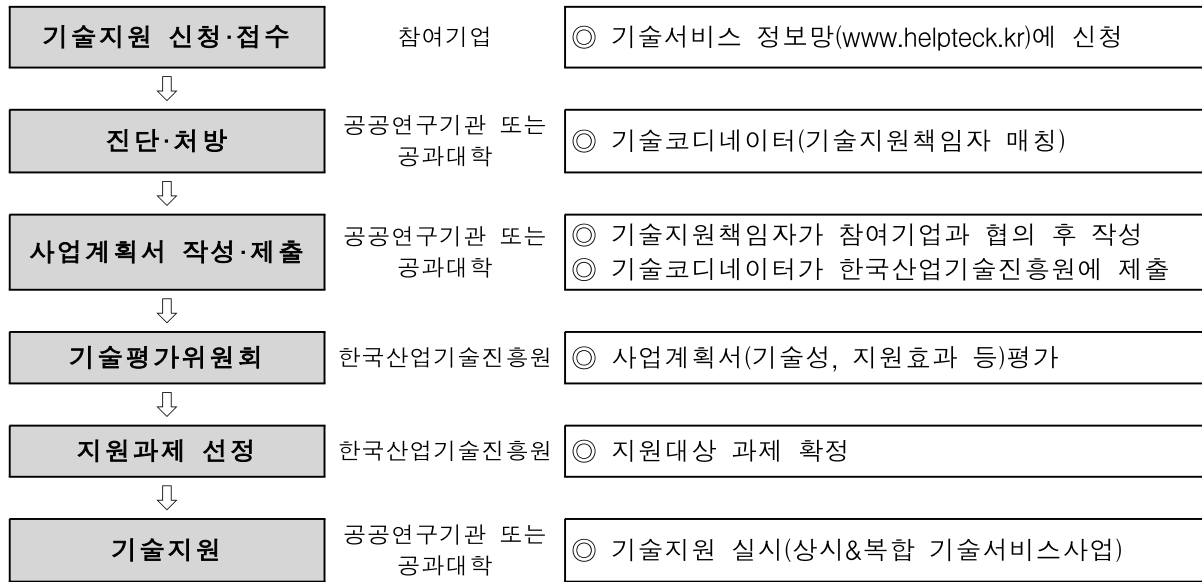 기술지원 신청·접수
참여기업
◎ 기술서비스 정보망(www.helpteck.kr)에 신청
⇩
진단·처방
공공연구기관 또는
공과대학
◎ 기술코디네이터(기술지원책임자 매칭)
⇩
사업계획서 작성·제출
공공연구기관 또는
공과대학
◎ 기술지원책임자가 참여기업과 협의 후 작성
◎ 기술코디네이터가 한국산업기술진흥원에 제출
⇩
기술평가위원회
한국산업기술진흥원
◎ 사업계획서(기술성, 지원효과 등)평가
⇩
지원과제 선정
한국산업기술진흥원
◎ 지원대상 과제 확정
⇩
기술지원
공공연구기관 또는
공과대학
◎ 기술지원 실시(상시&복합 기술서비스사업)